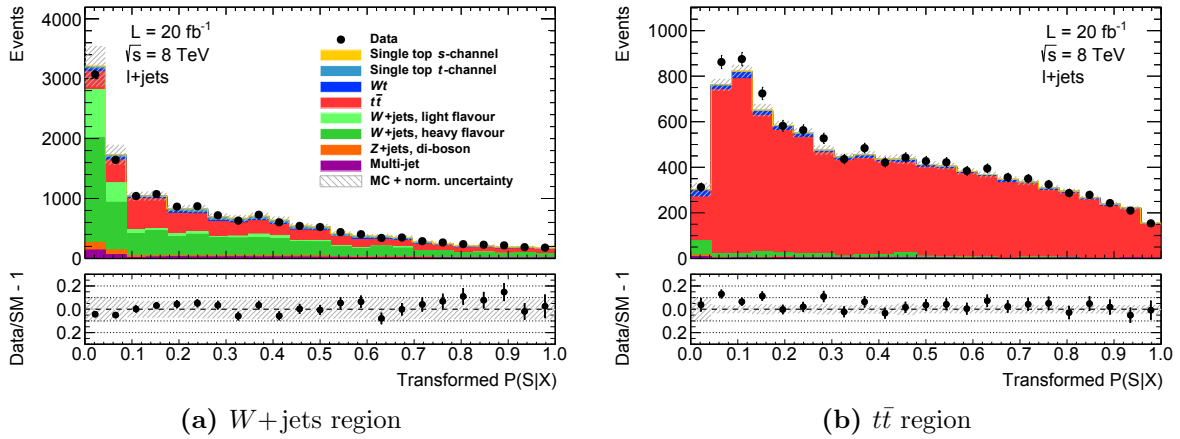 Events
4000
3000
2000
1000
0
L = 20 fb⁻¹
√s = 8 TeV
l+jets
Data
Single top s-channel
Single top t-channel
Wt
tt̄
W+jets, light flavour
W+jets, heavy flavour
Z+jets, di-boson
Multi-jet
MC + norm. uncertainty
Data/SM - 1
0.2
0.0
0.2
0.0 0.1 0.2 0.3 0.4 0.5 0.6 0.7 0.8 0.9 1.0
Transformed P(S|X)
(a) W+jets region
Events
1000
800
600
400
200
0
L = 20 fb⁻¹
√s = 8 TeV
l+jets
Data/SM - 1
0.2
0.0
0.2
0.0 0.1 0.2 0.3 0.4 0.5 0.6 0.7 0.8 0.9 1.0
Transformed P(S|X)
(b) tt̄ region